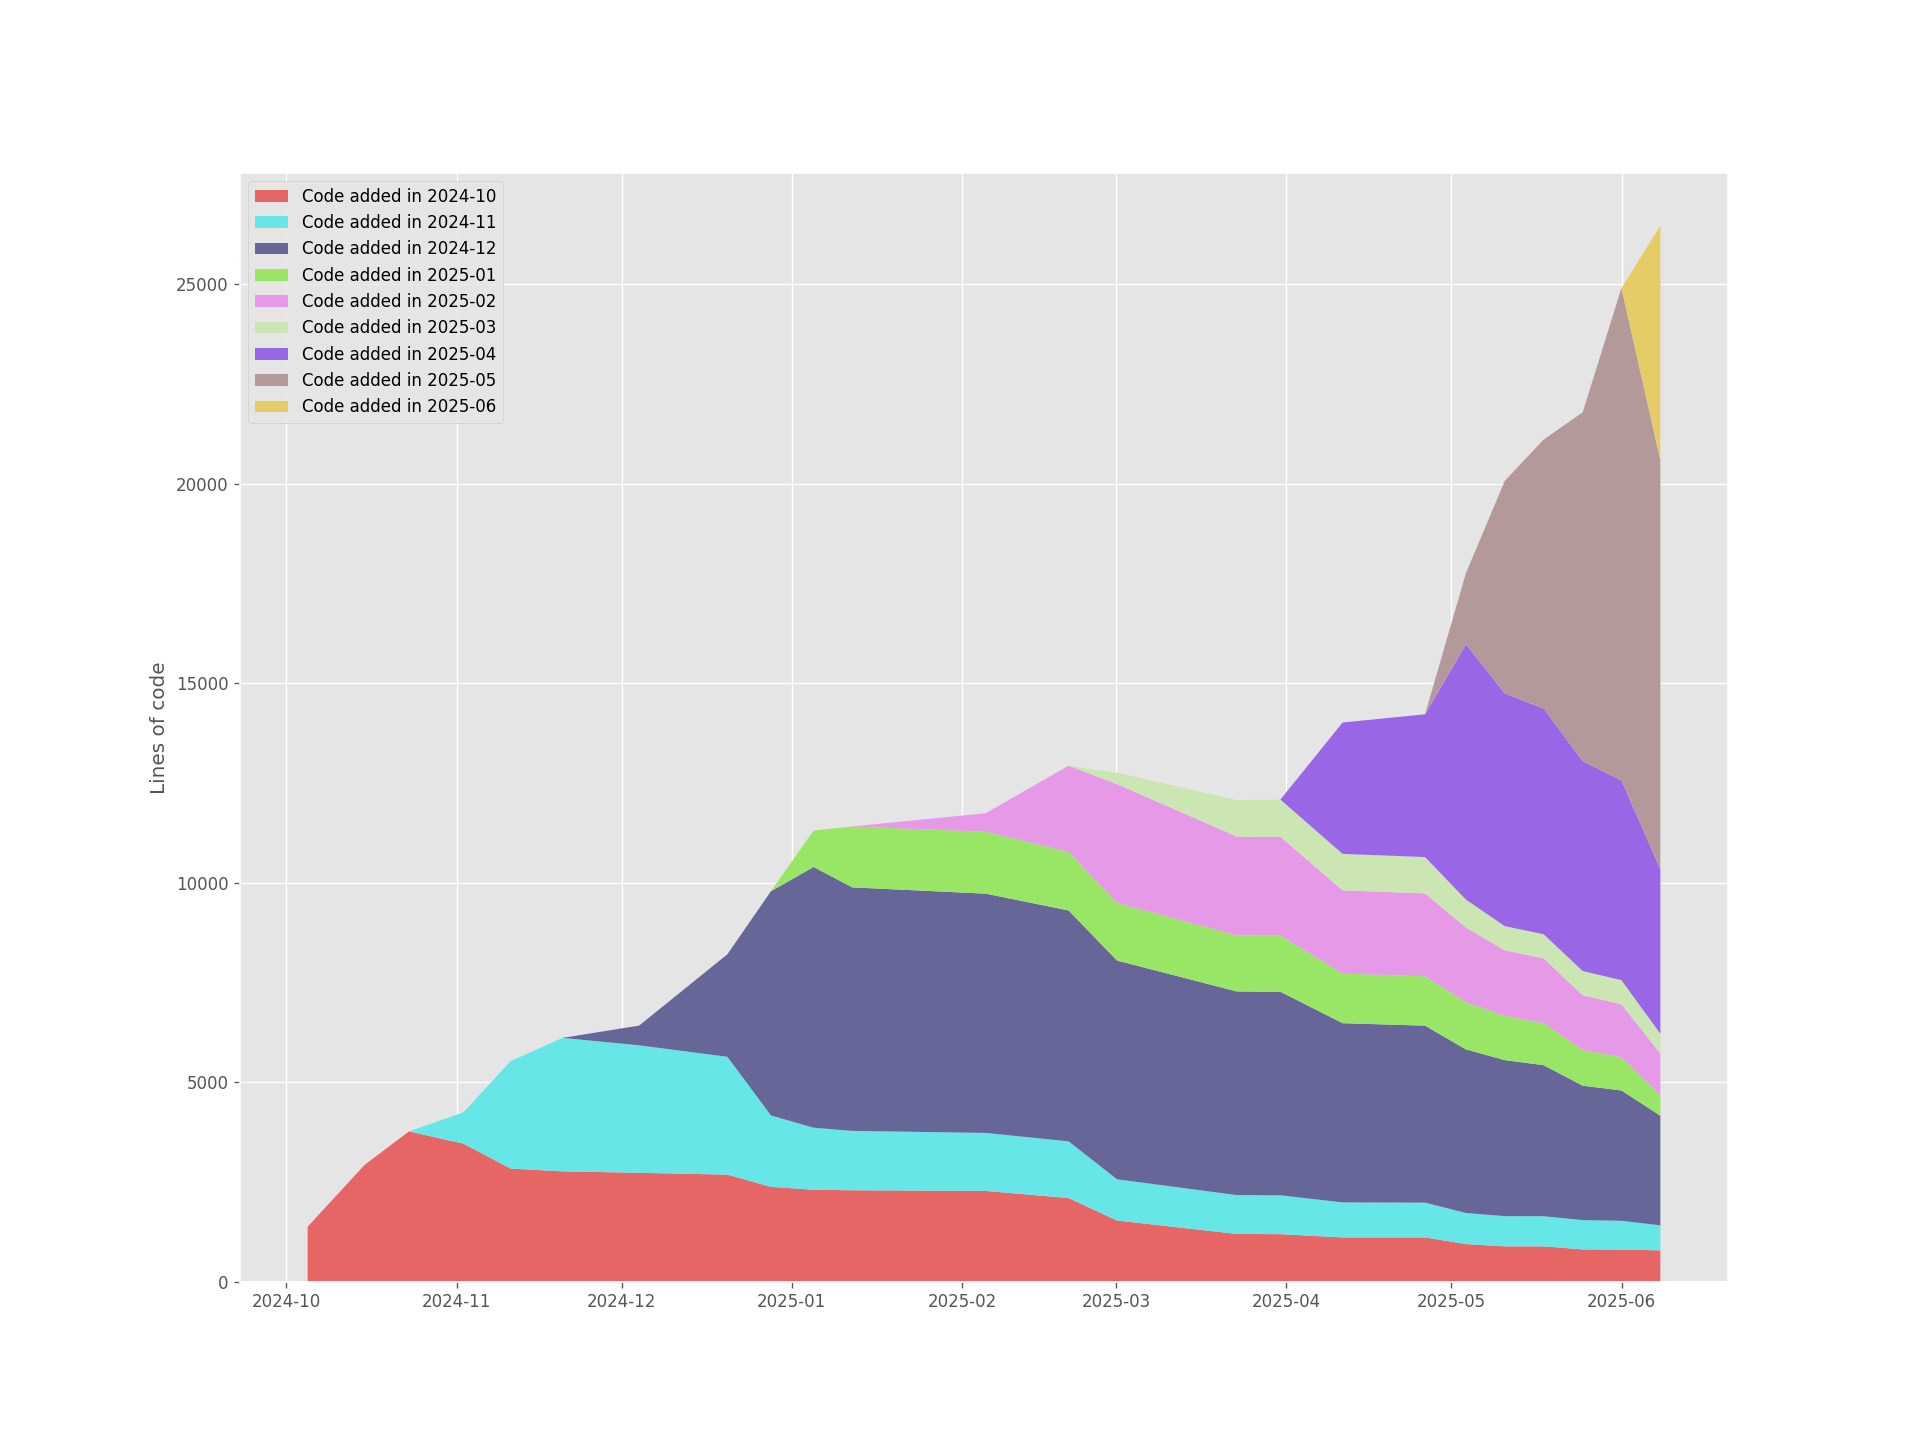 Code added in 2024-10
Code added in 2024-11
Code added in 2024-12
Code added in 2025-01
Code added in 2025-02
Code added in 2025-03
Code added in 2025-04
Code added in 2025-05
Code added in 2025-06
25000
20000
15000
10000
5000
0
Lines of code
2024-10 2024-11 2024-12 2025-01 2025-02 2025-03 2025-04 2025-05 2025-06